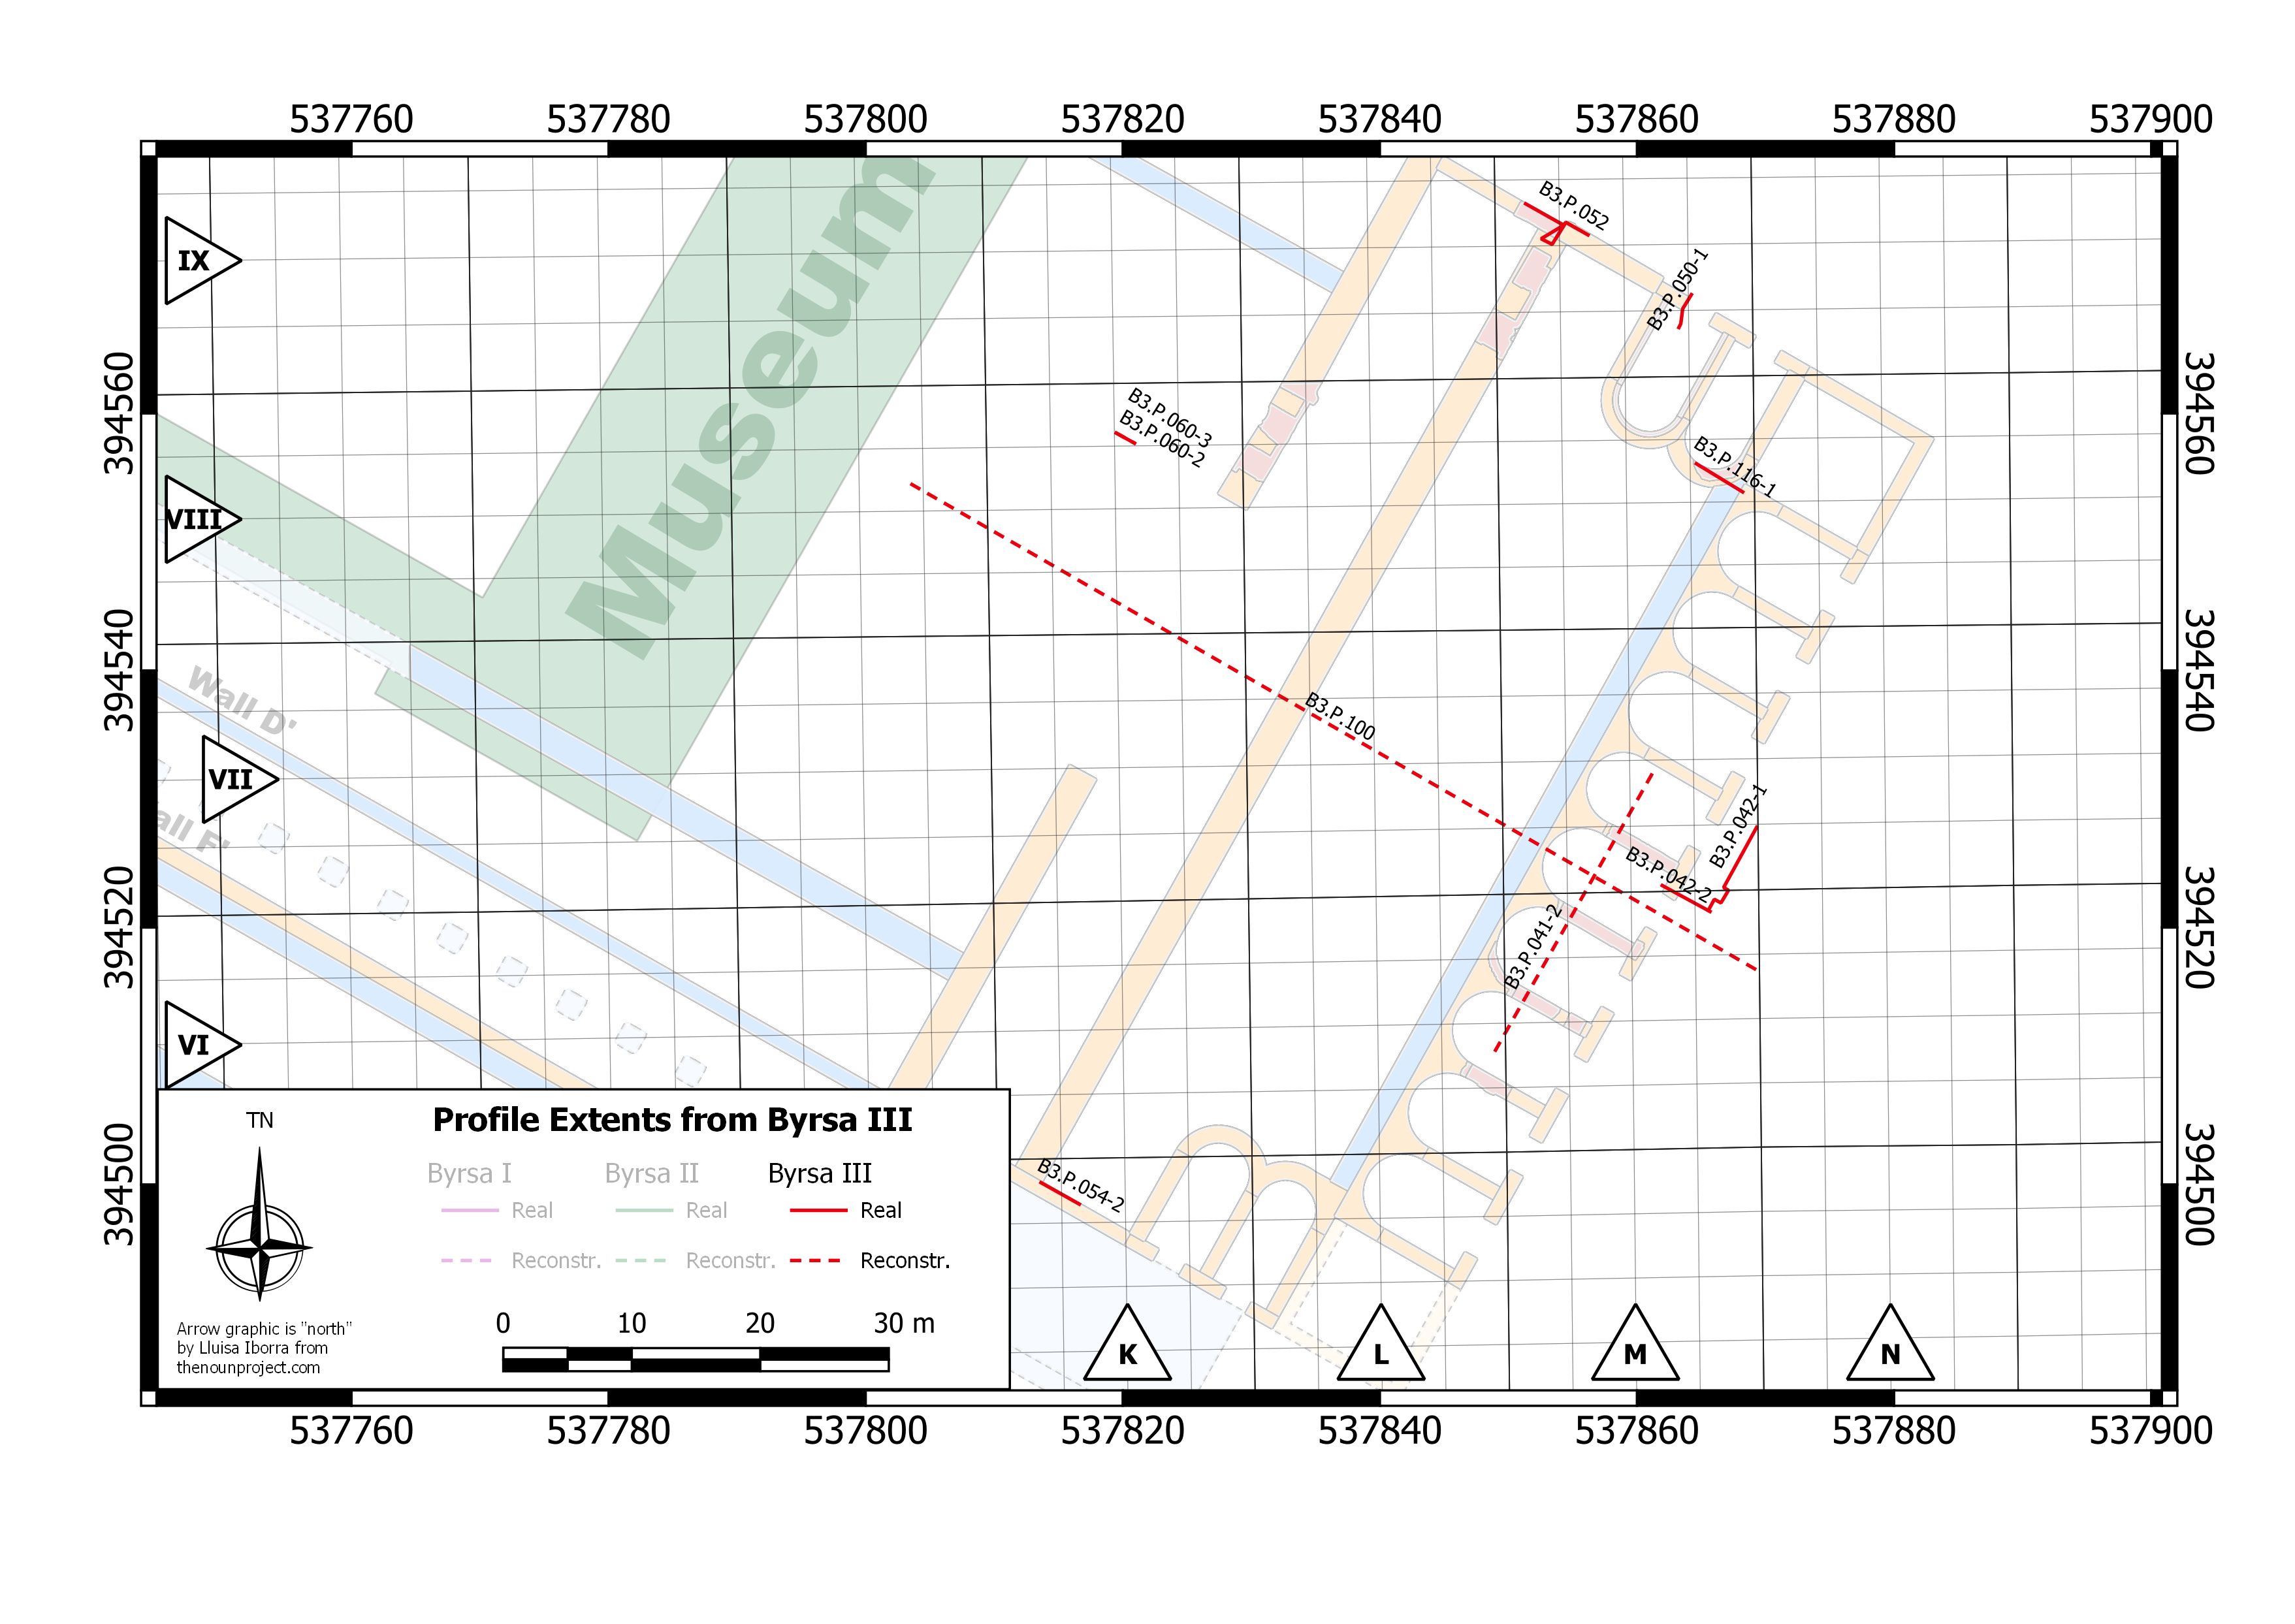 537760 537780 537800 537820 537840 537860 537880 537900
IX
VIII
VII
VI
394560
394540
394520
394500
394560
394540
394520
394500
Museum
Wall D'
all F'
B3.P.052
B3.P.050-1
B3.P.060-3
B3.P.060-2
B3.P.116-1
B3.P.100
B3.P.042-1
B3.P.042-2
B3.P.041-2
B3.P.054-2
K L M N
TN
Arrow graphic is "north"
by Lluisa Iborra from
thenounproject.com
Profile Extents from Byrsa III
Byrsa I Byrsa II Byrsa III
Real Real Real
Reconstr. Reconstr. Reconstr.
0 10 20 30 m
537760 537780 537800 537820 537840 537860 537880 537900